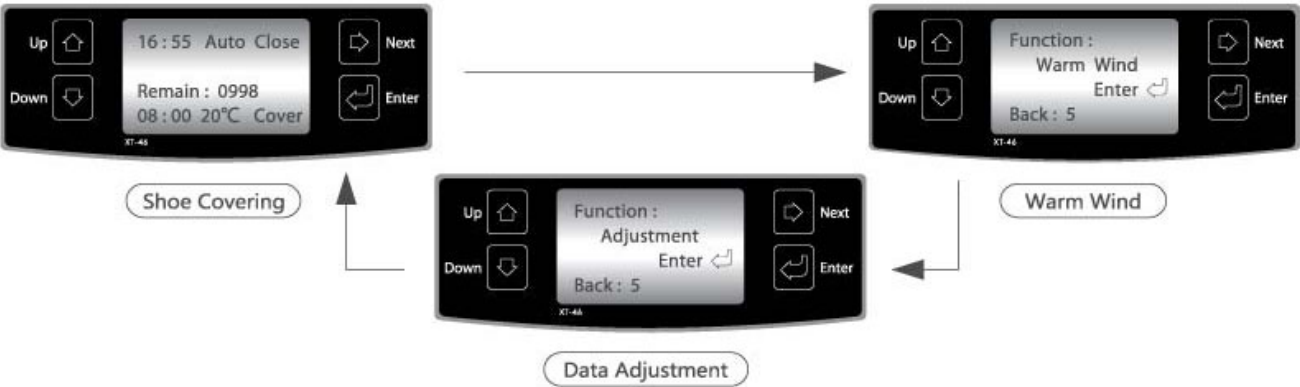 Up
16:55 Auto Close
Next
Down
Remain: 0998
08:00 20℃ Cover
Enter
XT-46
Shoe Covering
Up
Function:
Warm Wind
Enter
Back: 5
Next
Down
Enter
XT-46
Warm Wind
Up
Function:
Adjustment
Enter
Back: 5
Next
Down
Enter
XT-46
Data Adjustment